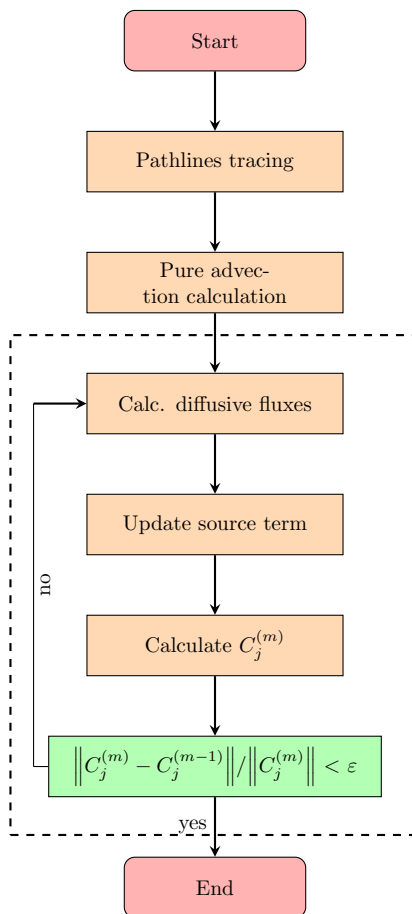 Start
Pathlines tracing
Pure advec-
tion calculation
Calc. diffusive fluxes
Update source term
no
Calculate $C_j^{(m)}$
$\left\|C_j^{(m)} - C_j^{(m-1)}\right\| / \left\|C_j^{(m)}\right\| < \varepsilon$
yes
End